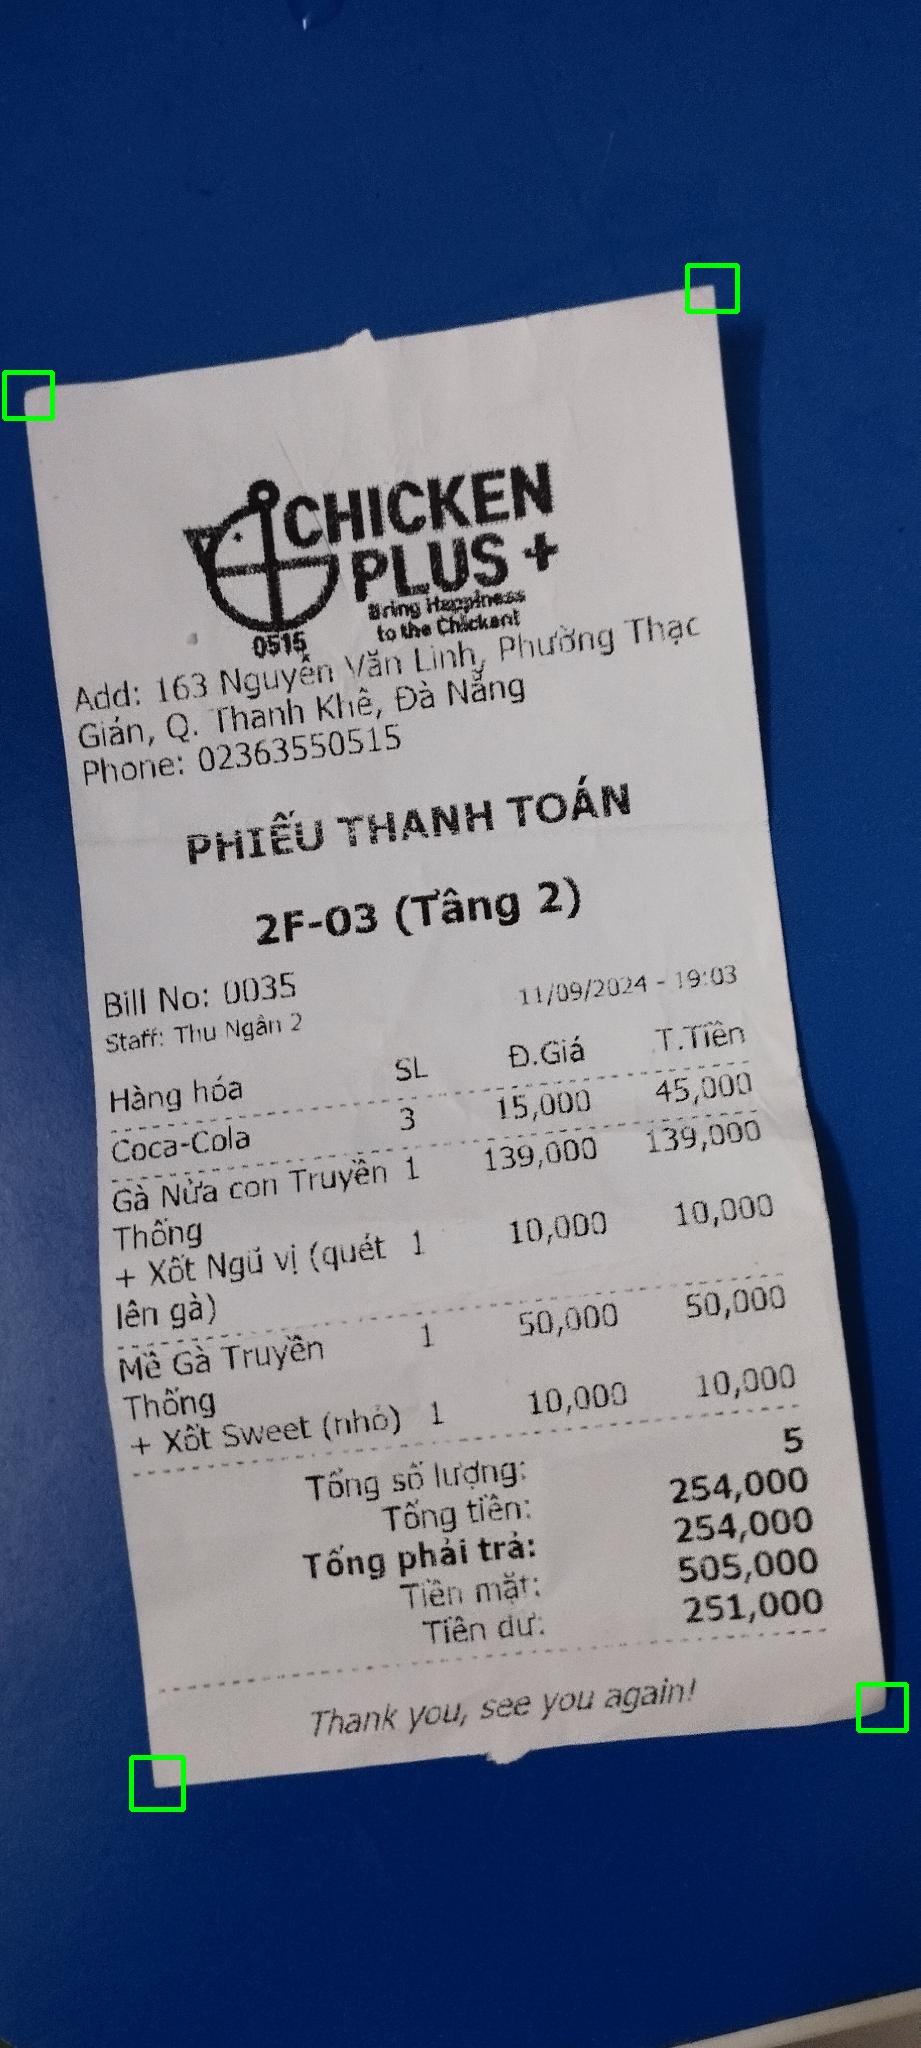 CHICKEN
PLUS +
Bring Happiness
to the Chickent
0515
Add: 163 Nguyễn Văn Linh, Phường Thạc
Gián, Q. Thanh Khê, Đà Nẵng
Phone: 02363550515
PHIẾU THANH TOÁN
2F-03 (Tầng 2)
Bill No: 0035
11/09/2024 - 19:03
Staff: Thu Ngân 2
Hàng hóa SL Đ.Giá T.Tiền
Coca-Cola 3 15,000 45,000
Gà Nửa con Truyền 1 139,000 139,000
Thống
+ Xốt Ngũ vị (quét 1 10,000 10,000
lên gà)
Mề Gà Truyền 1 50,000 50,000
Thống
+ Xốt Sweet (nhỏ) 1 10,000 10,000
Tổng số lượng: 5
Tổng tiền: 254,000
Tổng phải trả: 254,000
Tiền mặt: 505,000
Tiền dư: 251,000
Thank you, see you again!